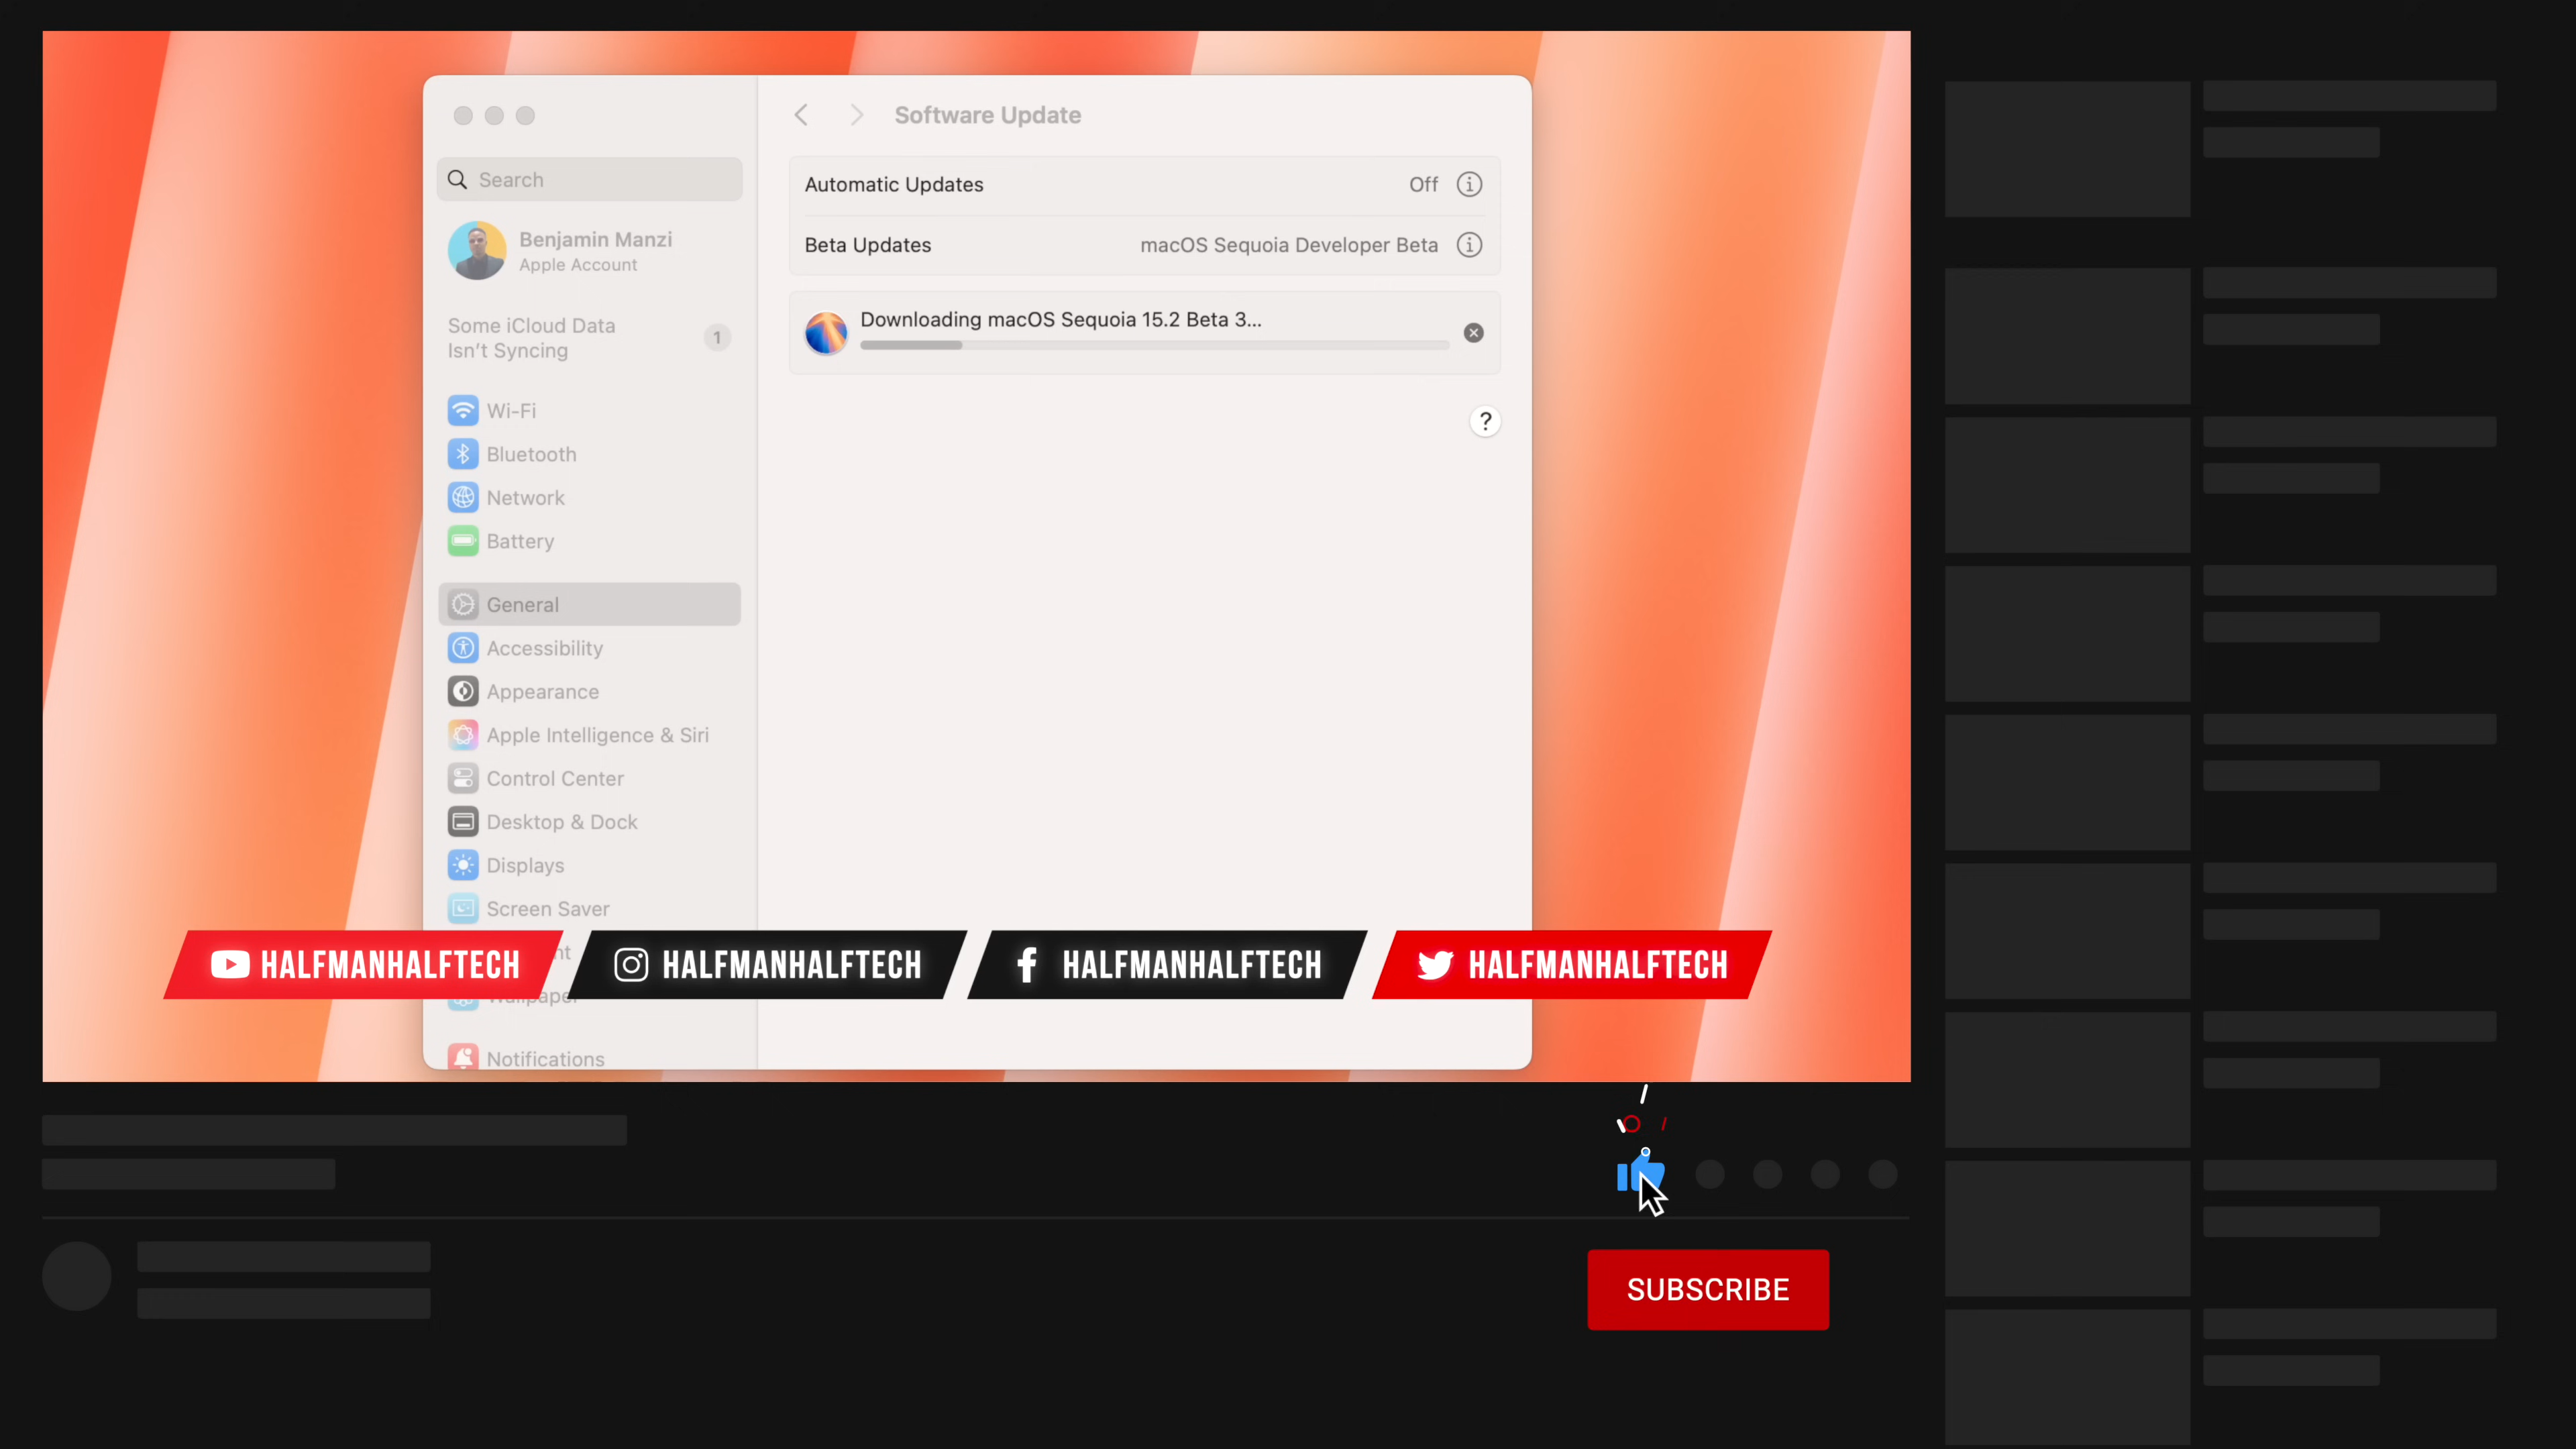 Software Update
Search
Automatic Updates
Off
Benjamin Manzi
Apple Account
Beta Updates
macOS Sequoia Developer Beta
Some iCloud Data
Isn't Syncing
1
Downloading macOS Sequoia 15.2 Beta 3...
?
Wi-Fi
Bluetooth
Network
Battery
General
Accessibility
Appearance
Apple Intelligence & Siri
Control Center
Desktop & Dock
Displays
Screen Saver
HALFMANHALFTECH
HALFMANHALFTECH
HALFMANHALFTECH
HALFMANHALFTECH
Wallpaper
Notifications
SUBSCRIBE